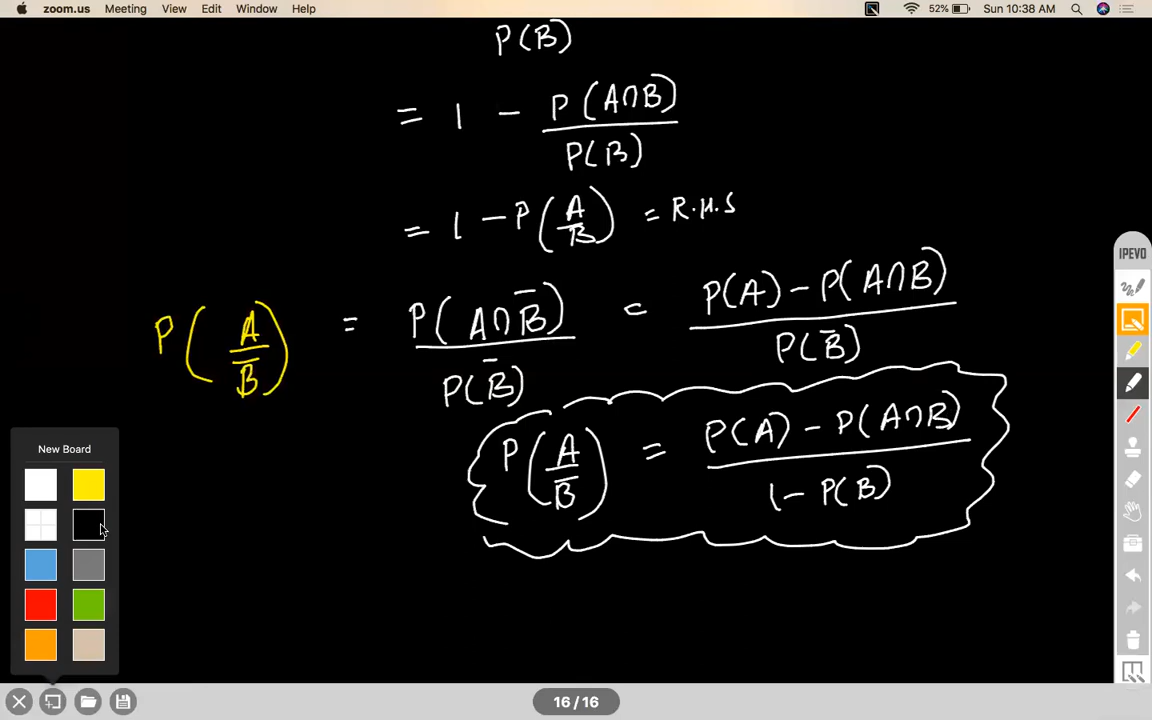 zoom.us Meeting View Edit Window Help 52% Sun 10:38 AM
P(B)
= 1 - P(A∩B)/P(B)
= 1 - P(A/B) = R.H.S
P(A/B̅) = P(A∩B̅)/P(B̅) = P(A) - P(A∩B)/P(B̅)
P(A/B̅) = P(A) - P(A∩B)/1 - P(B)
IPEVO
New Board
16 / 16